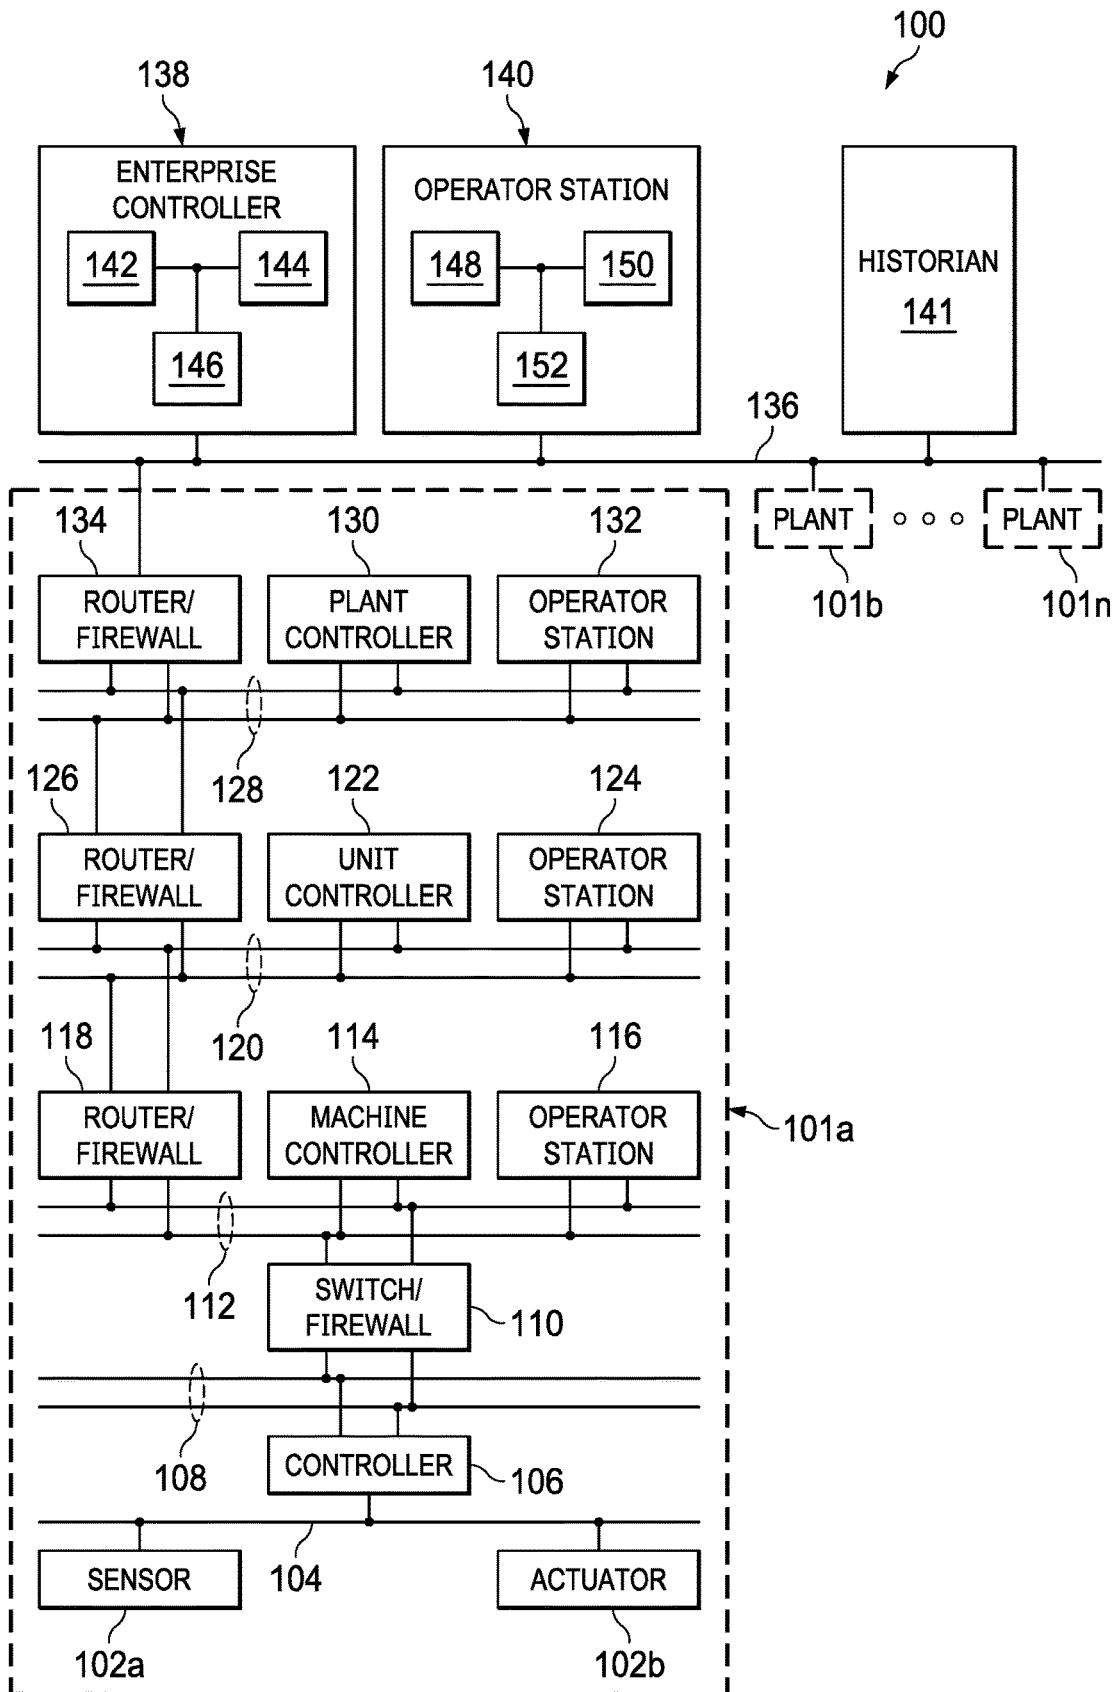 100
138
140
ENTERPRISE
CONTROLLER
OPERATOR STATION
HISTORIAN
141
142
144
146
148
150
152
136
PLANT
PLANT
101b
101n
134
130
132
ROUTER/
FIREWALL
PLANT
CONTROLLER
OPERATOR
STATION
128
126
122
124
ROUTER/
FIREWALL
UNIT
CONTROLLER
OPERATOR
STATION
120
118
114
116
ROUTER/
FIREWALL
MACHINE
CONTROLLER
OPERATOR
STATION
101a
112
SWITCH/
FIREWALL
110
108
CONTROLLER
106
104
SENSOR
ACTUATOR
102a
102b